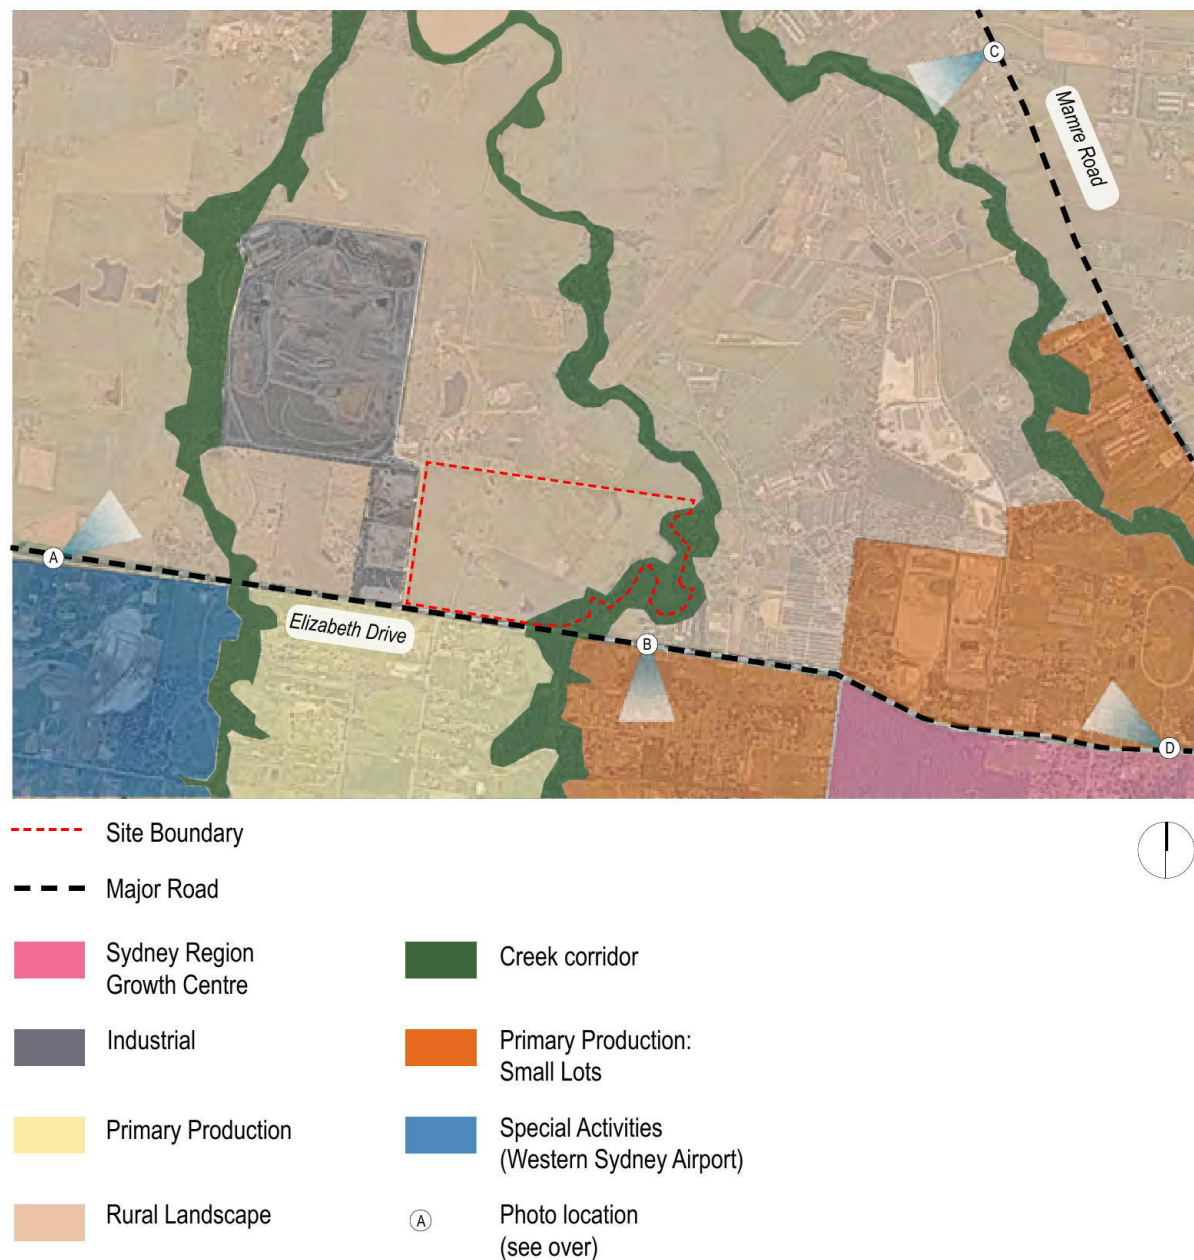 C
Mamre Road
A
Elizabeth Drive
B
D
Site Boundary
Major Road
Sydney Region
Growth Centre
Creek corridor
Industrial
Primary Production:
Small Lots
Primary Production
Special Activities
(Western Sydney Airport)
Rural Landscape
A
Photo location
(see over)